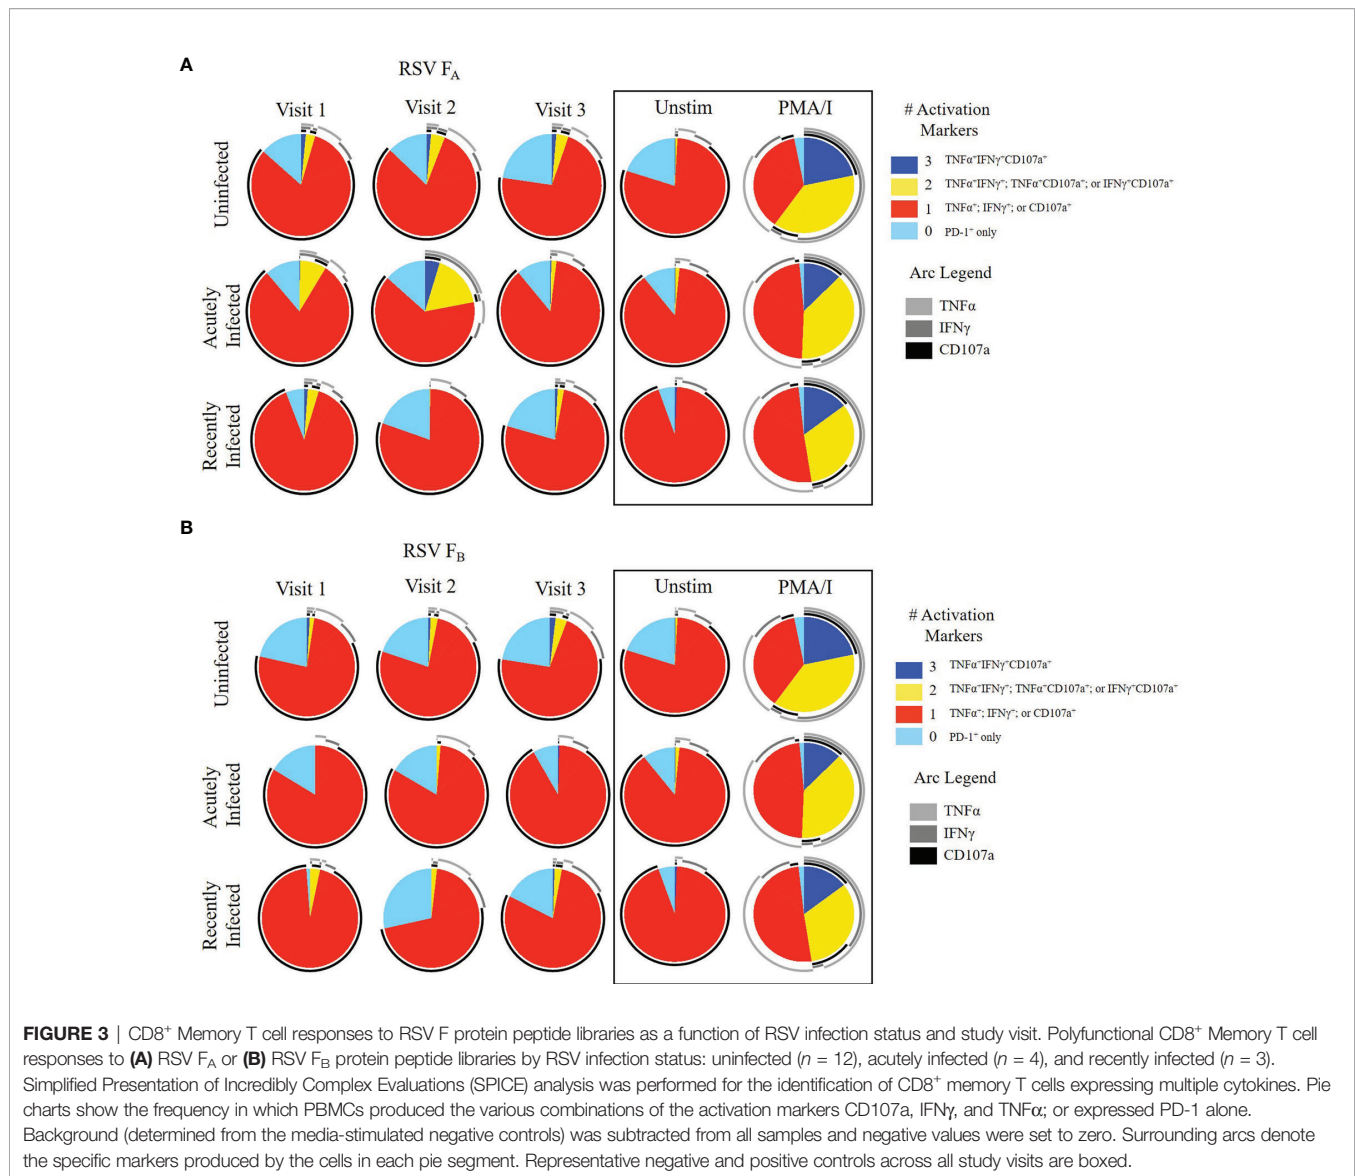 A
RSV F_A
Visit 1 Visit 2 Visit 3 Unstim PMA/I
Uninfected
Acutely
Infected
Recently
Infected
# Activation
Markers
3 TNFα⁺IFNγ⁺CD107a⁺
2 TNFα⁺IFNγ⁺; TNFα⁺CD107a⁺; or IFNγ⁺CD107a⁺
1 TNFα⁺; IFNγ⁺; or CD107a⁺
0 PD-1⁺ only
Arc Legend
TNFα
IFNγ
CD107a
B
RSV F_B
Visit 1 Visit 2 Visit 3 Unstim PMA/I
Uninfected
Acutely
Infected
Recently
Infected
# Activation
Markers
3 TNFα⁺IFNγ⁺CD107a⁺
2 TNFα⁺IFNγ⁺; TNFα⁺CD107a⁺; or IFNγ⁺CD107a⁺
1 TNFα⁺; IFNγ⁺; or CD107a⁺
0 PD-1⁺ only
Arc Legend
TNFα
IFNγ
CD107a
FIGURE 3 | CD8⁺ Memory T cell responses to RSV F protein peptide libraries as a function of RSV infection status and study visit. Polyfunctional CD8⁺ Memory T cell
responses to (A) RSV F_A or (B) RSV F_B protein peptide libraries by RSV infection status: uninfected (n = 12), acutely infected (n = 4), and recently infected (n = 3).
Simplified Presentation of Incredibly Complex Evaluations (SPICE) analysis was performed for the identification of CD8⁺ memory T cells expressing multiple cytokines. Pie
charts show the frequency in which PBMCs produced the various combinations of the activation markers CD107a, IFNγ, and TNFα; or expressed PD-1 alone.
Background (determined from the media-stimulated negative controls) was subtracted from all samples and negative values were set to zero. Surrounding arcs denote
the specific markers produced by the cells in each pie segment. Representative negative and positive controls across all study visits are boxed.